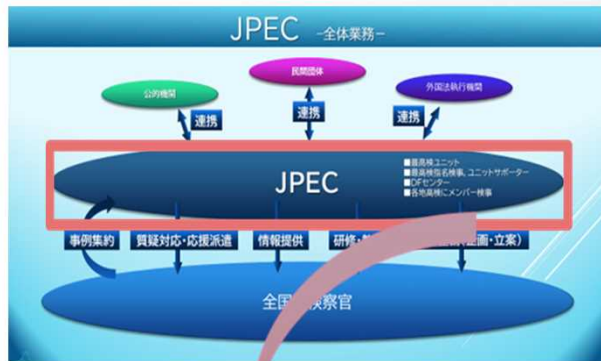 JPEC -全体業務-
民間団体
公的機関
外国法執行機関
連携
連携
連携
JPEC
■最高検ユニット
■最高検指名検事、ユニットサポーター
■DFセンター
■各地高検にメンバー検事
事例集約
質疑対応・応援派遣
情報提供
研修・
企画・立案)
全国
検察官